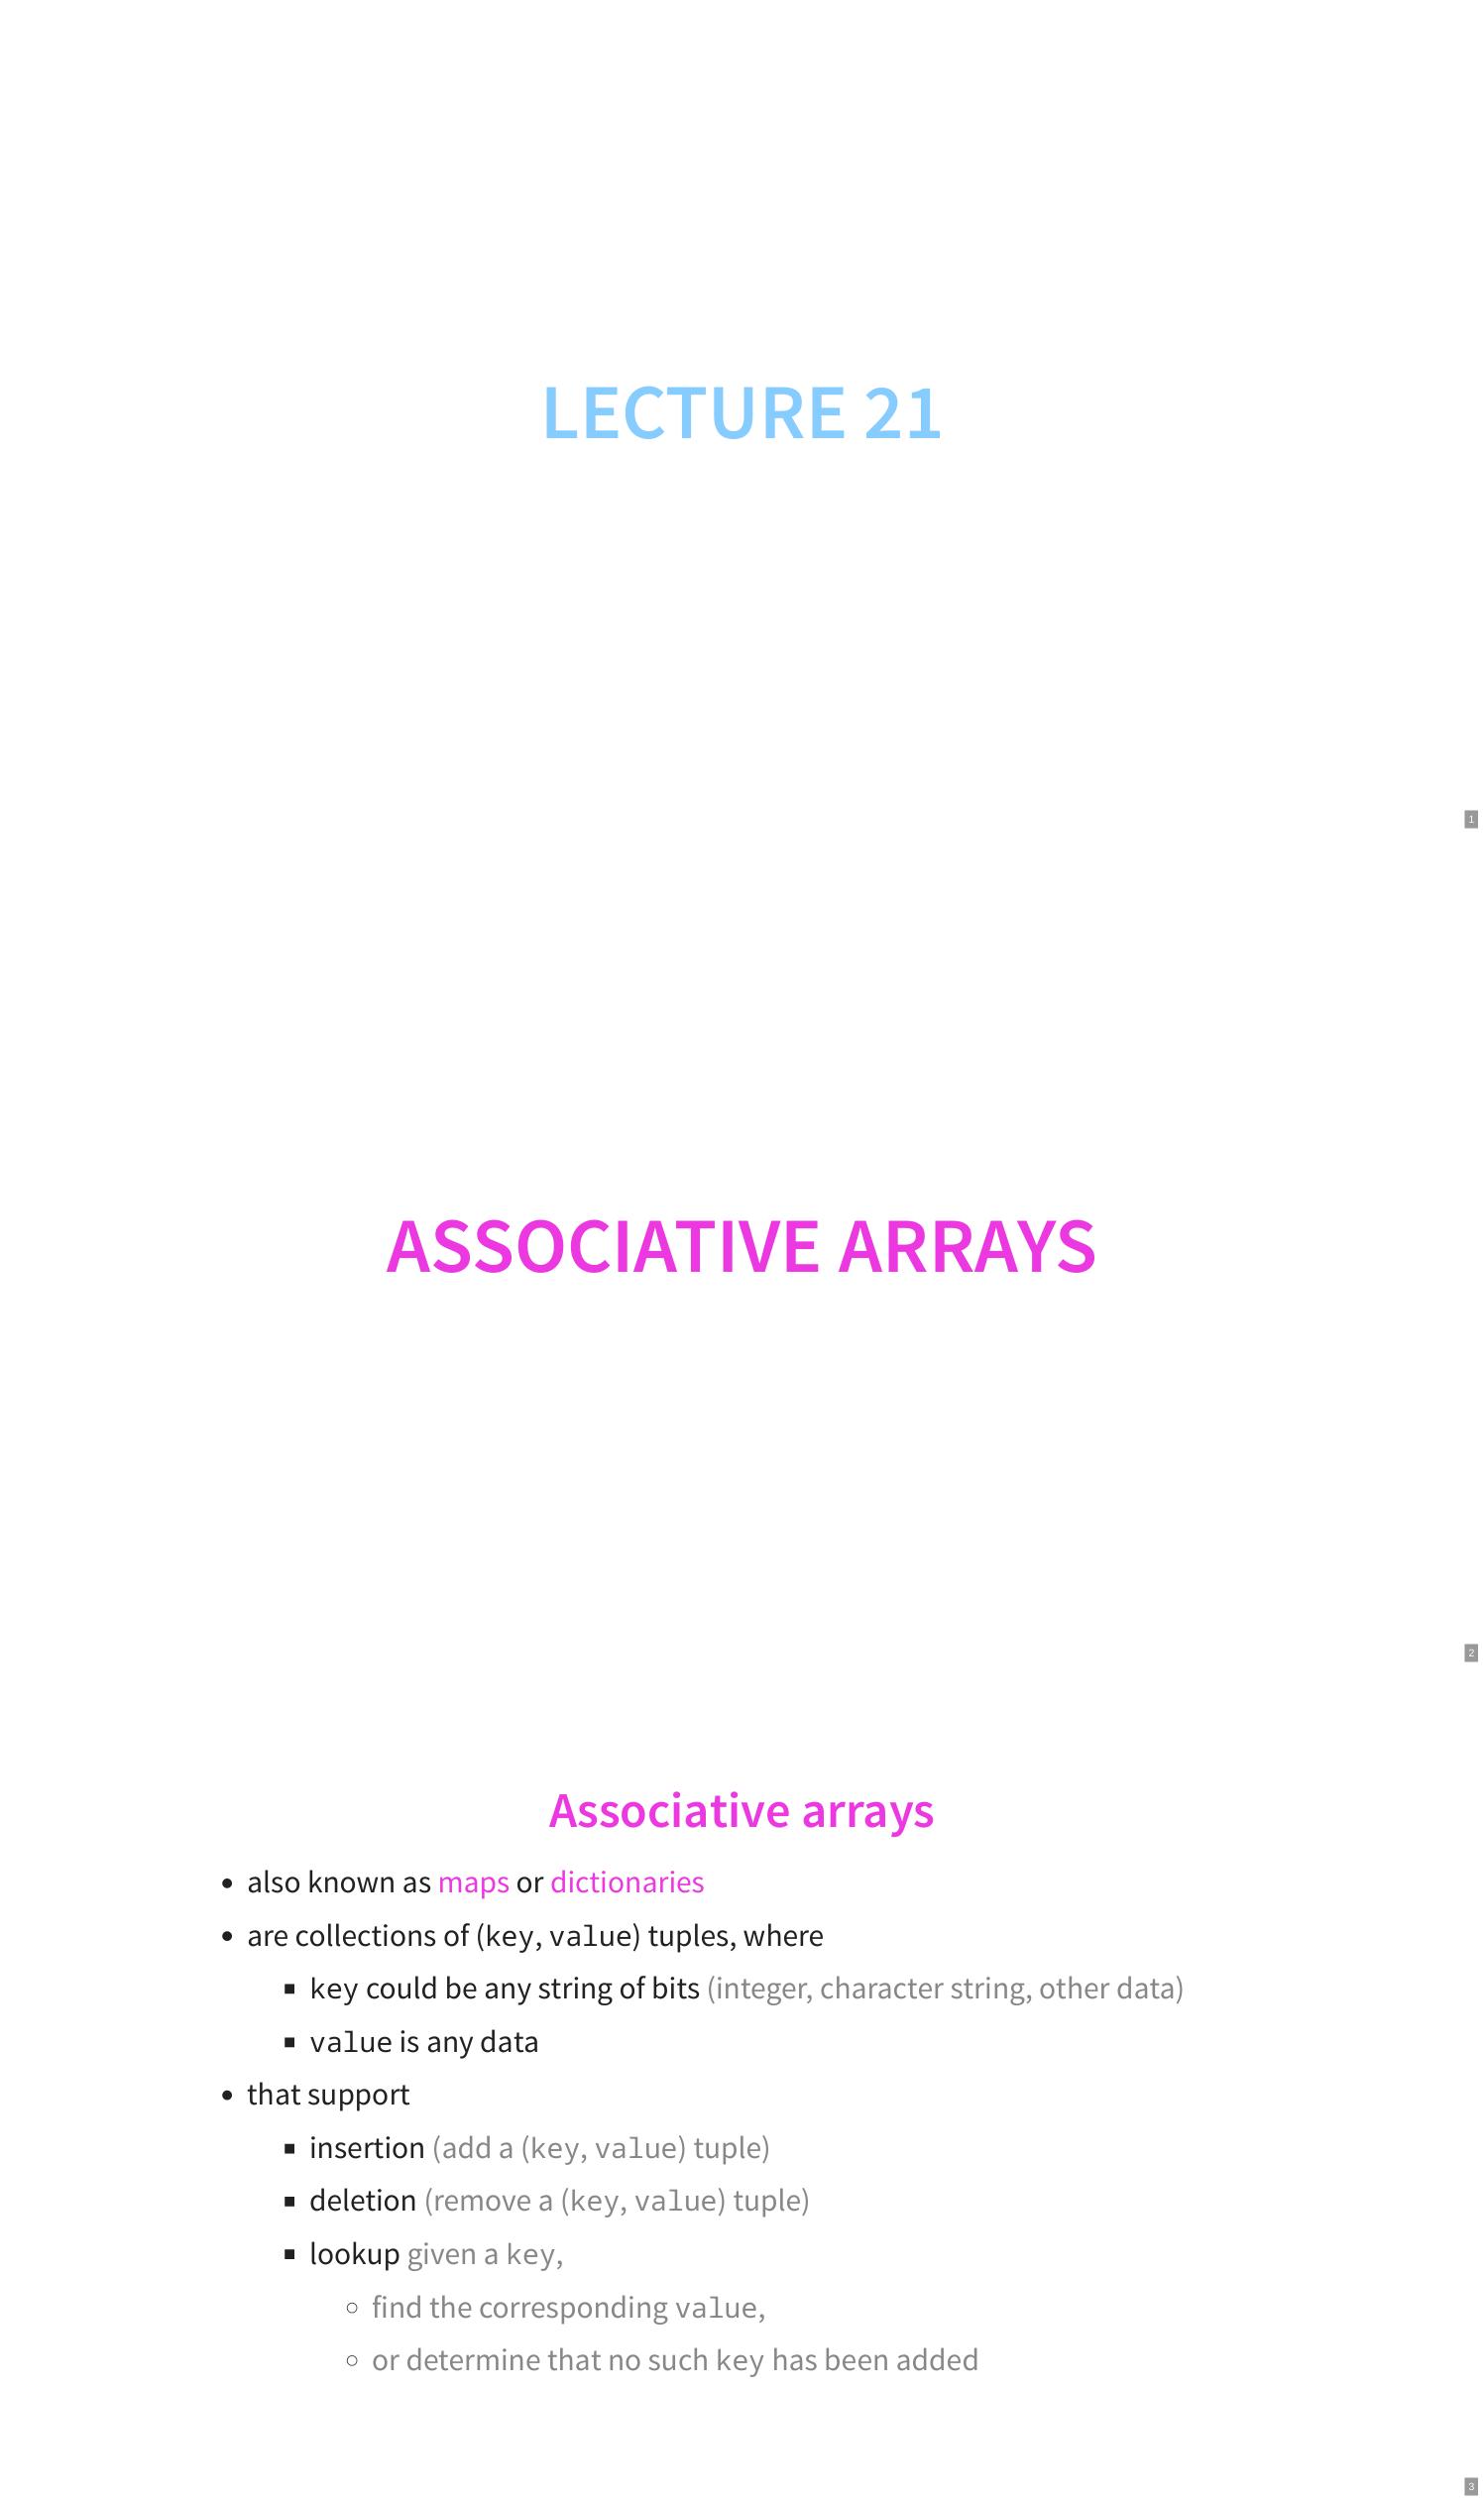 LECTURE 21
1
ASSOCIATIVE ARRAYS
2
Associative arrays
• also known as maps or dictionaries
• are collections of (key, value) tuples, where
▪ key could be any string of bits (integer, character string, other data)
▪ value is any data
• that support
▪ insertion (add a (key, value) tuple)
▪ deletion (remove a (key, value) tuple)
▪ lookup given a key,
○ find the corresponding value,
○ or determine that no such key has been added
3